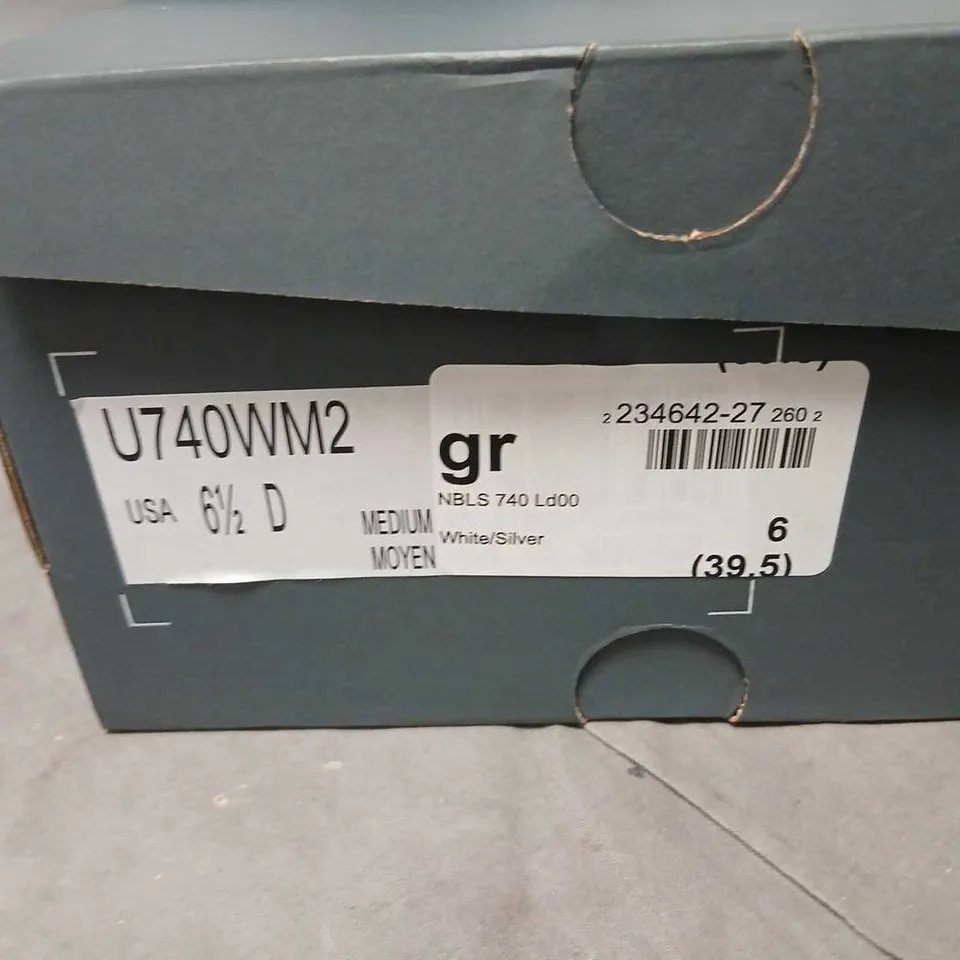 U740WM2
USA 6½ D
MEDIUM
MOYEN
2 234642-27 260 2
gr
NBLS 740 Ld00
White/Silver
6
(39.5)